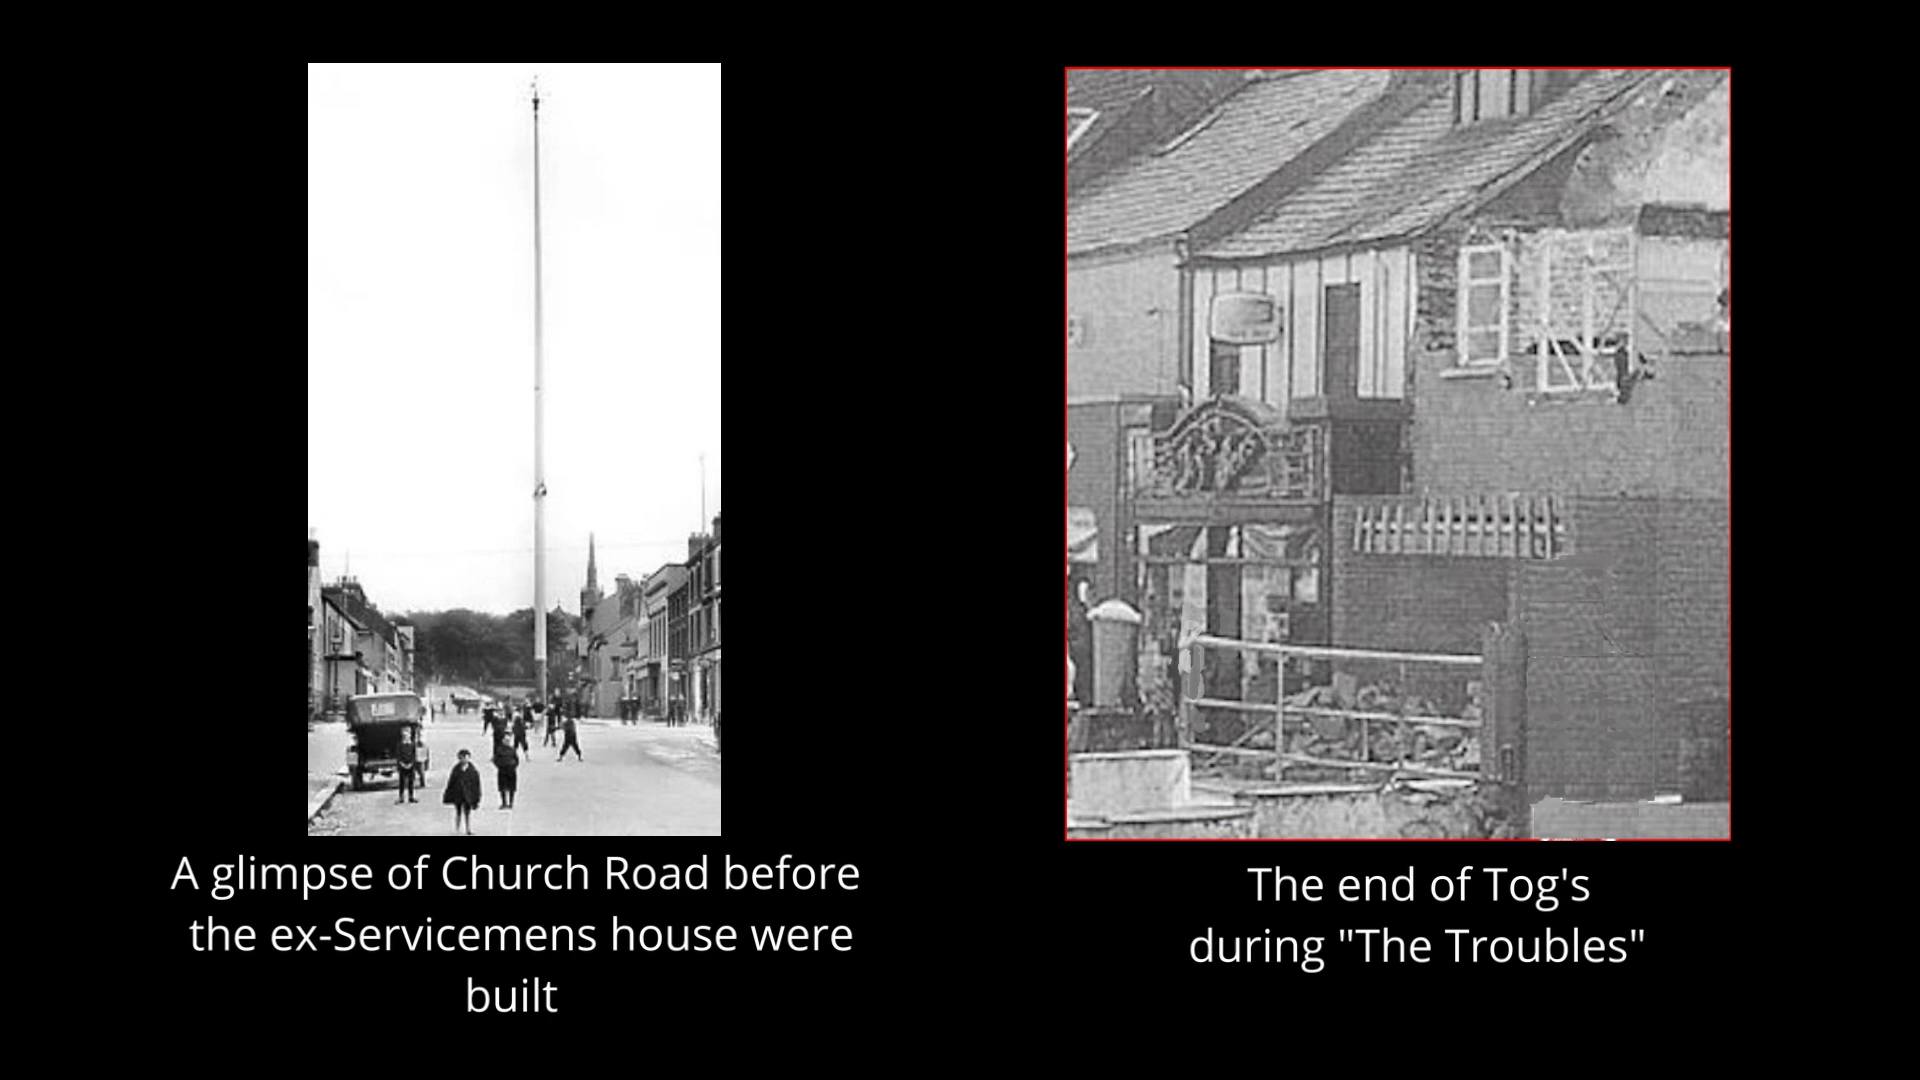 A glimpse of Church Road before
the ex-Servicemens house were
built
The end of Tog's
during "The Troubles"